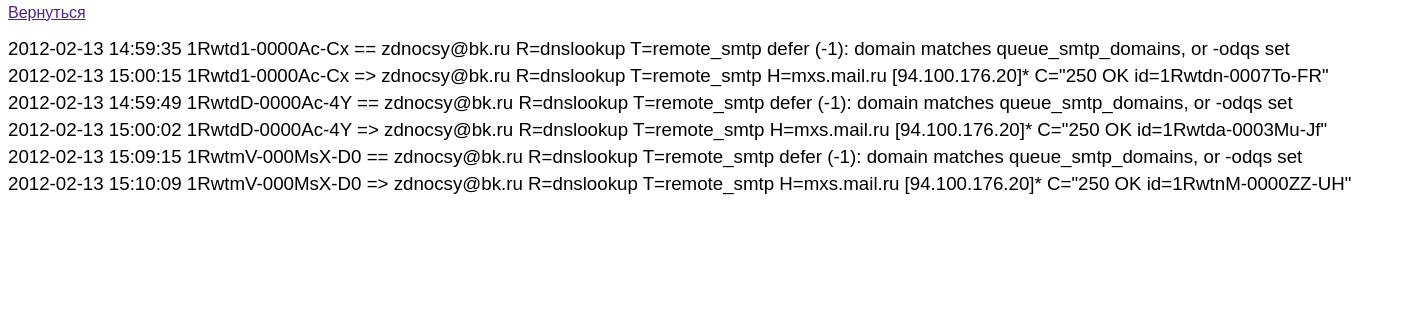 Вернуться
2012-02-13 14:59:35 1Rwtd1-0000Ac-Cx == zdnocsy@bk.ru R=dnslookup T=remote_smtp defer (-1): domain matches queue_smtp_domains, or -odqs set
2012-02-13 15:00:15 1Rwtd1-0000Ac-Cx => zdnocsy@bk.ru R=dnslookup T=remote_smtp H=mxs.mail.ru [94.100.176.20]* C="250 OK id=1Rwtdn-0007To-FR"
2012-02-13 14:59:49 1RwtdD-0000Ac-4Y == zdnocsy@bk.ru R=dnslookup T=remote_smtp defer (-1): domain matches queue_smtp_domains, or -odqs set
2012-02-13 15:00:02 1RwtdD-0000Ac-4Y => zdnocsy@bk.ru R=dnslookup T=remote_smtp H=mxs.mail.ru [94.100.176.20]* C="250 OK id=1Rwtda-0003Mu-Jf"
2012-02-13 15:09:15 1RwtmV-000MsX-D0 == zdnocsy@bk.ru R=dnslookup T=remote_smtp defer (-1): domain matches queue_smtp_domains, or -odqs set
2012-02-13 15:10:09 1RwtmV-000MsX-D0 => zdnocsy@bk.ru R=dnslookup T=remote_smtp H=mxs.mail.ru [94.100.176.20]* C="250 OK id=1RwtnM-0000ZZ-UH"